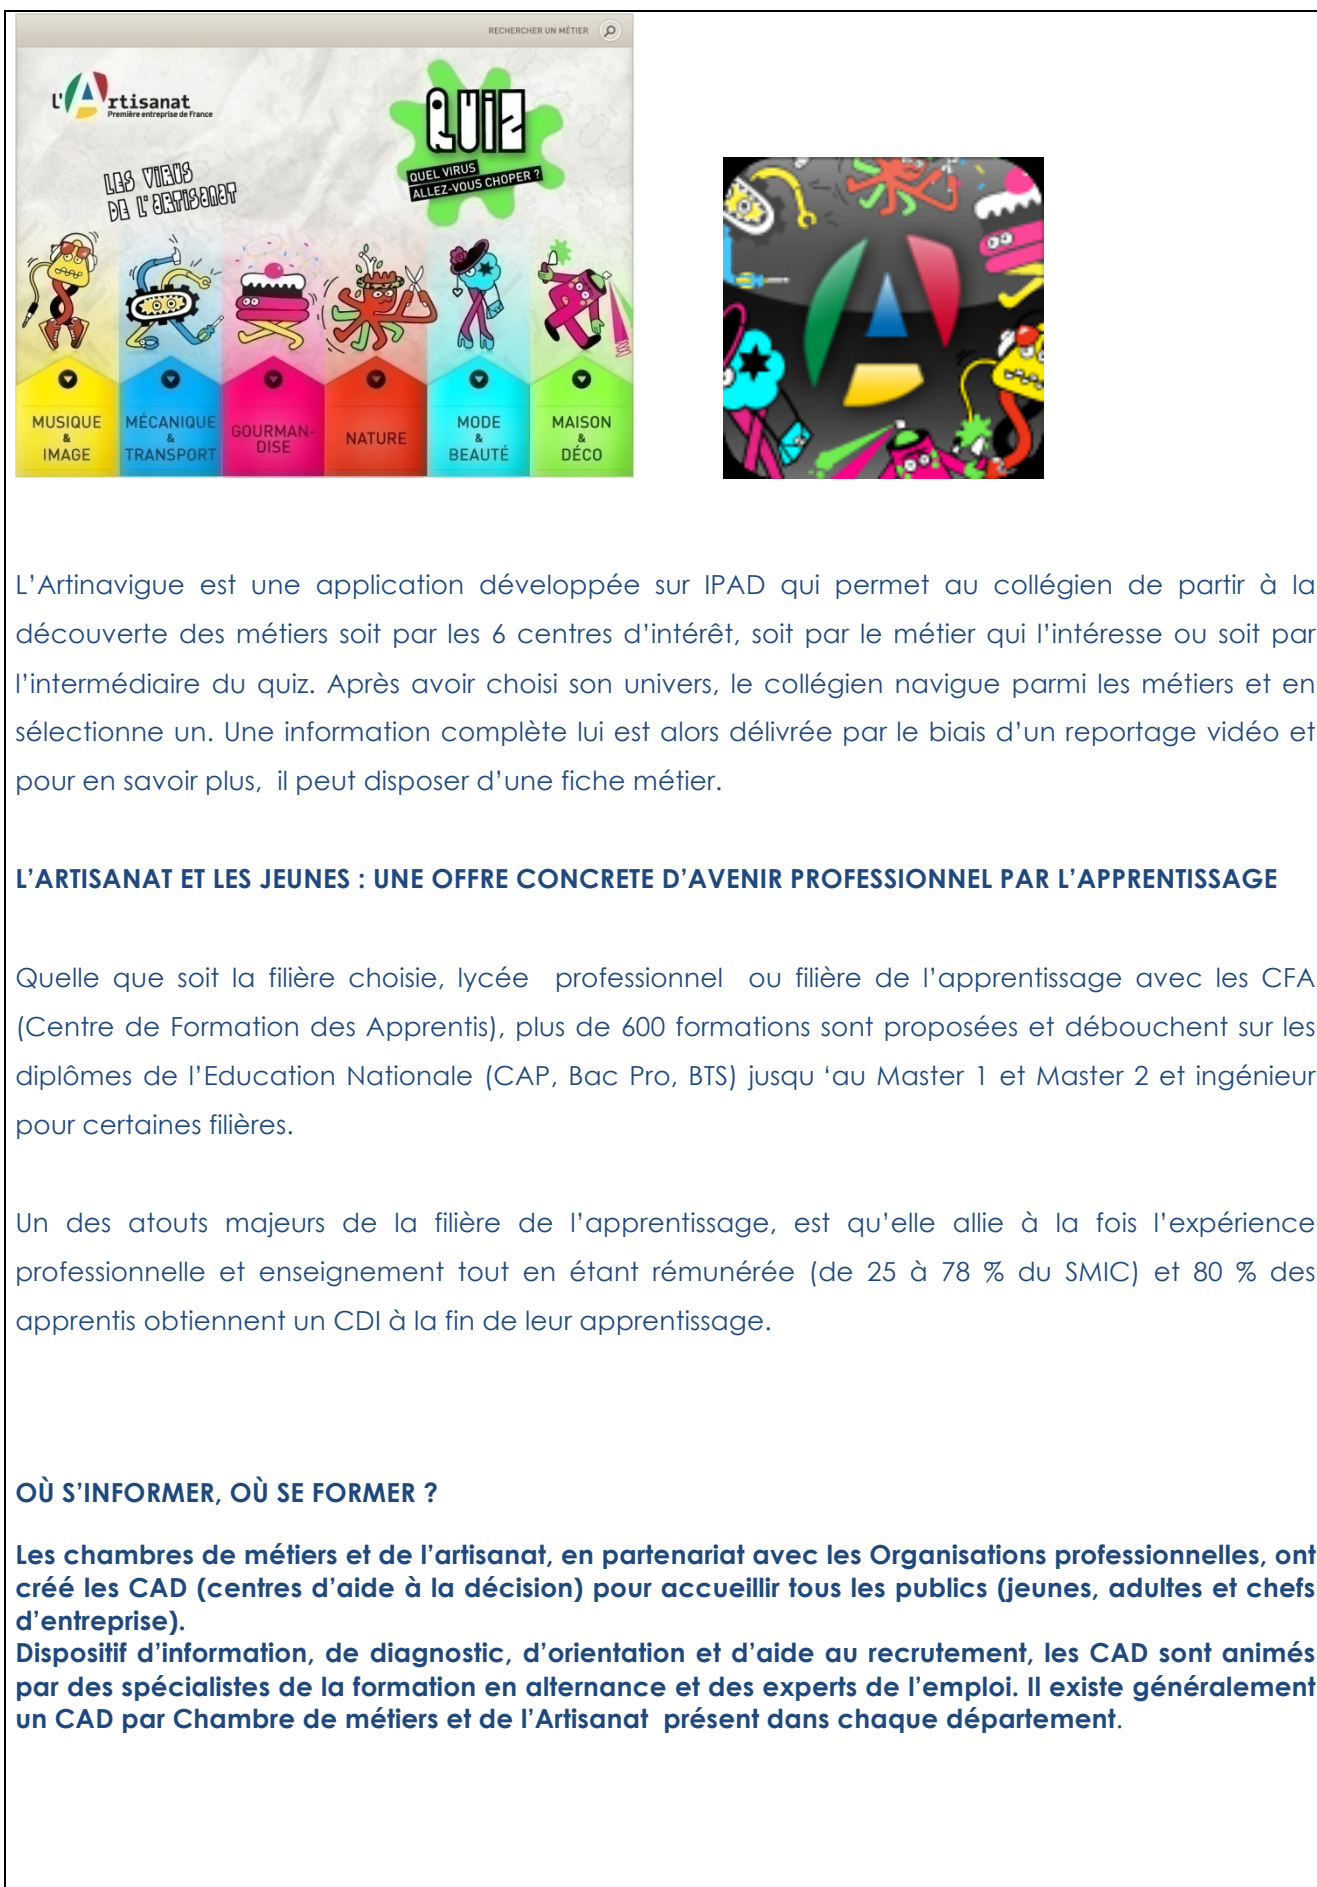 RECHERCHER UN MÉTIER
L'Artisanat
Première entreprise de France
QUIZ
QUEL VIRUS
ALLEZ-VOUS CHOPER ?
LES VIRUS
DE L'ARTISANAT
MUSIQUE
&
IMAGE
MÉCANIQUE
&
TRANSPORT
GOURMAN-
DISE
NATURE
MODE
&
BEAUTÉ
MAISON
&
DÉCO
L’Artinavigue est une application développée sur IPAD qui permet au collégien de partir à la
découverte des métiers soit par les 6 centres d’intérêt, soit par le métier qui l’intéresse ou soit par
l’intermédiaire du quiz. Après avoir choisi son univers, le collégien navigue parmi les métiers et en
sélectionne un. Une information complète lui est alors délivrée par le biais d’un reportage vidéo et
pour en savoir plus,  il peut disposer d’une fiche métier.
L’ARTISANAT ET LES JEUNES : UNE OFFRE CONCRETE D’AVENIR PROFESSIONNEL PAR L’APPRENTISSAGE
Quelle que soit la filière choisie, lycée  professionnel  ou filière de l’apprentissage avec les CFA
(Centre de Formation des Apprentis), plus de 600 formations sont proposées et débouchent sur les
diplômes de l’Education Nationale (CAP, Bac Pro, BTS) jusqu ‘au Master 1 et Master 2 et ingénieur
pour certaines filières.
Un des atouts majeurs de la filière de l’apprentissage, est qu’elle allie à la fois l’expérience
professionnelle et enseignement tout en étant rémunérée (de 25 à 78 % du SMIC) et 80 % des
apprentis obtiennent un CDI à la fin de leur apprentissage.
OÙ S’INFORMER, OÙ SE FORMER ?
Les chambres de métiers et de l’artisanat, en partenariat avec les Organisations professionnelles, ont
créé les CAD (centres d’aide à la décision) pour accueillir tous les publics (jeunes, adultes et chefs
d’entreprise).
Dispositif d’information, de diagnostic, d’orientation et d’aide au recrutement, les CAD sont animés
par des spécialistes de la formation en alternance et des experts de l’emploi. Il existe généralement
un CAD par Chambre de métiers et de l’Artisanat  présent dans chaque département.